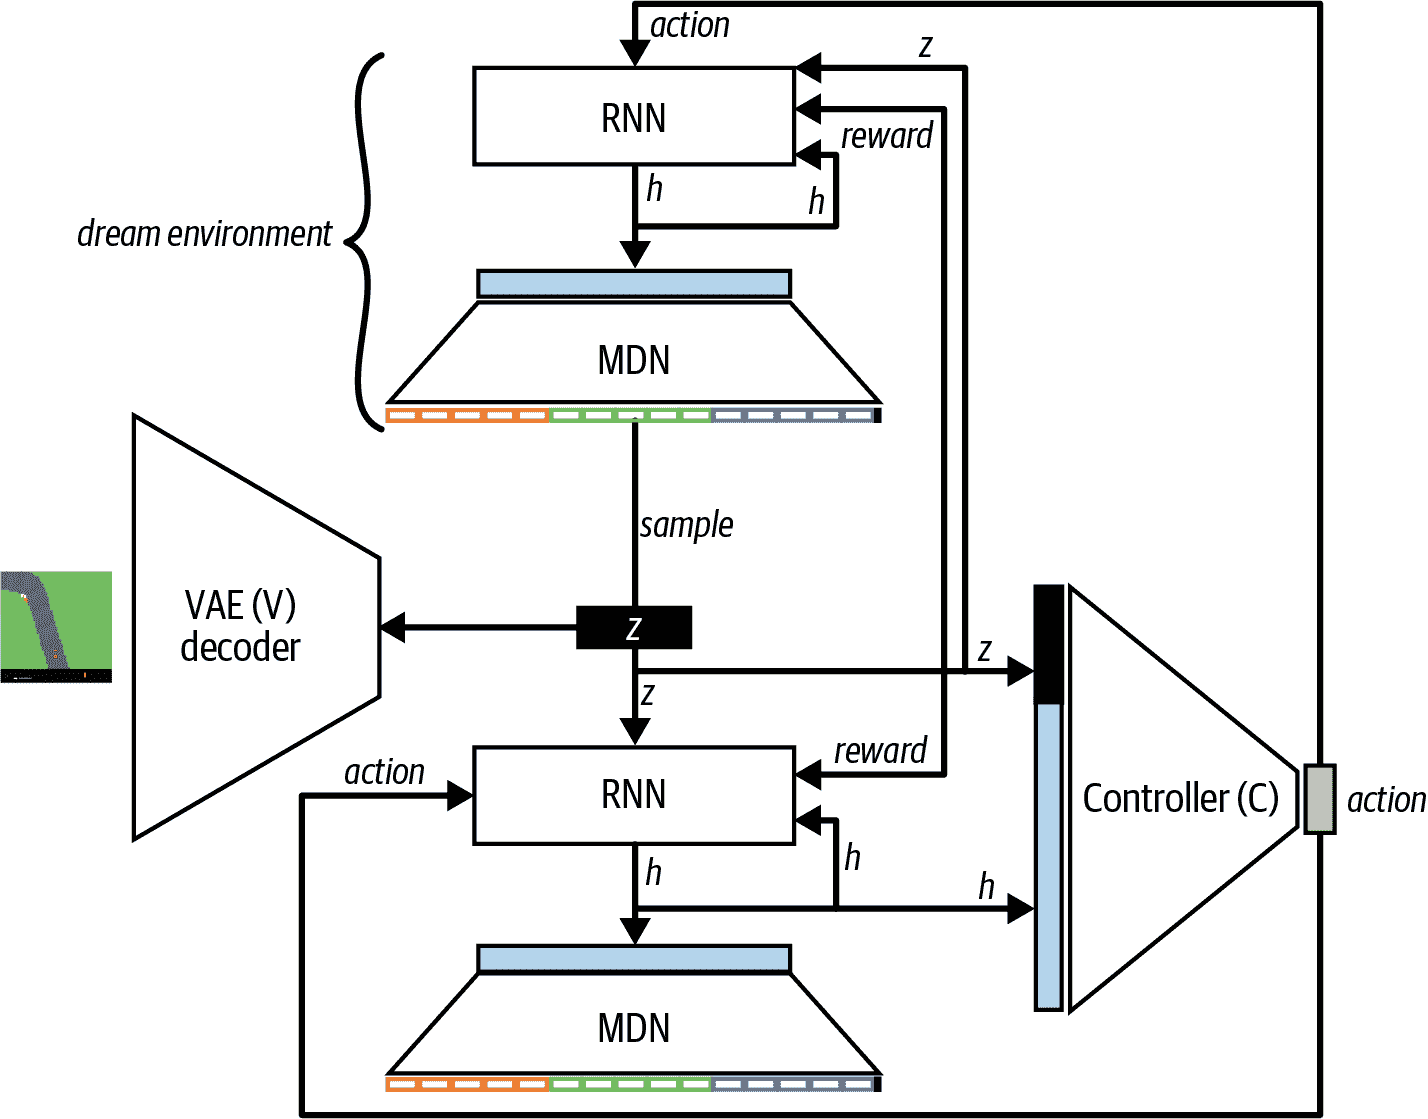 action
z
RNN
reward
h
h
dream environment
MDN
sample
VAE (V)
decoder
z
z
z
reward
action
RNN
Controller (C)
action
h
h
h
MDN